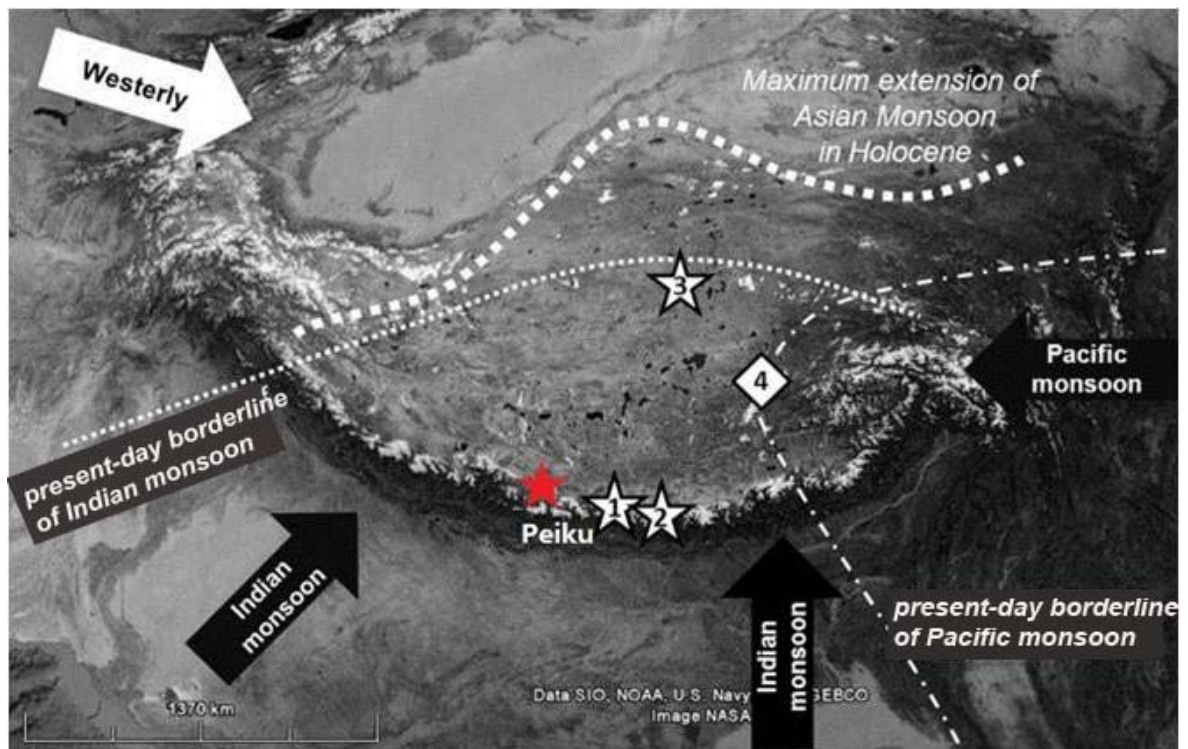 Westerly
Maximum extension of
Asian Monsoon
in Holocene
3
Pacific
monsoon
4
present-day borderline
of Indian monsoon
Peiku
1
2
Indian
monsoon
Indian
monsoon
present-day borderline
of Pacific monsoon
Data SIO, NOAA, U.S. Navy
GEBCO
Image NASA
1370 km